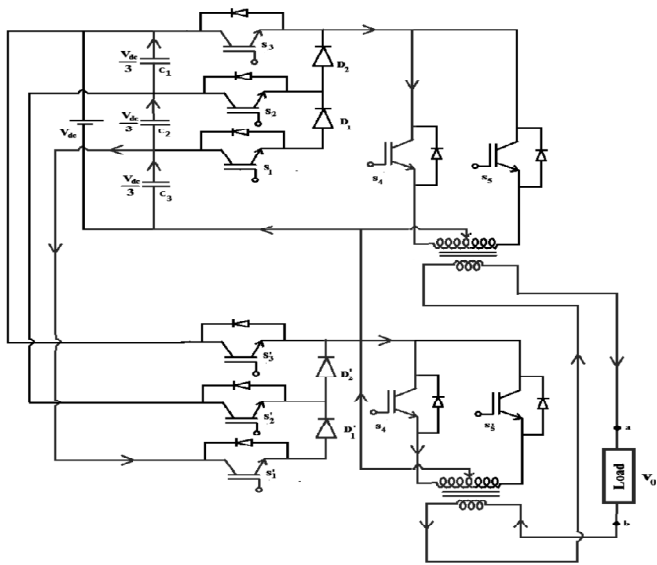 S3
Vdc/3
C1
D2
S2
Vdc
Vdc/3
C2
D1
S1
S4
S5
Vdc/3
C3
S'3
D'2
S'2
S4
S'5
D'1
S'1
a
Load
V0
b